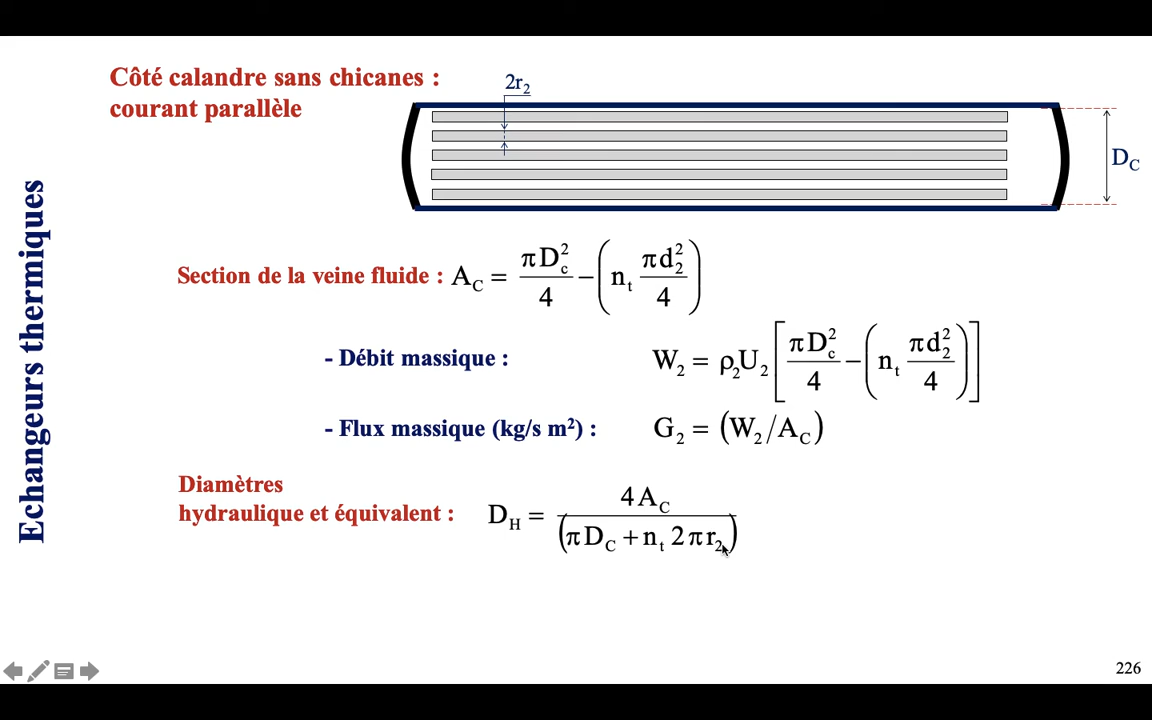 Côté calandre sans chicanes :
courant parallèle
2r₂
D_C
Echangeurs thermiques
Section de la veine fluide : A_C = πD_c²/4 − (n_t πd₂²/4)
- Débit massique : W₂ = ρ₂U₂ [πD_c²/4 − (n_t πd₂²/4)]
- Flux massique (kg/s m²) : G₂ = (W₂/A_C)
Diamètres
hydraulique et équivalent : D_H = 4A_C/(πD_C + n_t 2πr₂)
226